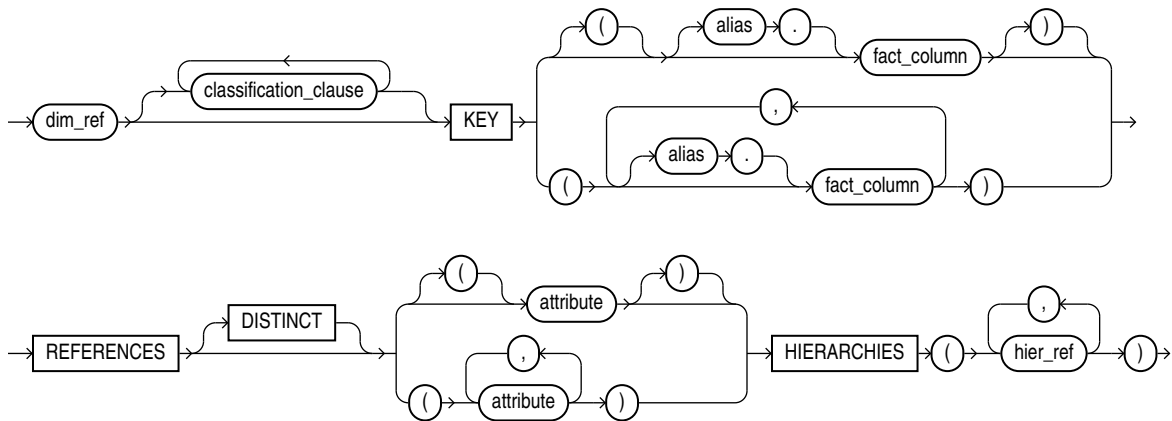 ( alias . fact_column )
classification_clause
dim_ref KEY
,
alias .
( fact_column )
( attribute )
DISTINCT ,
REFERENCES HIERARCHIES ( hier_ref )
,
( attribute )